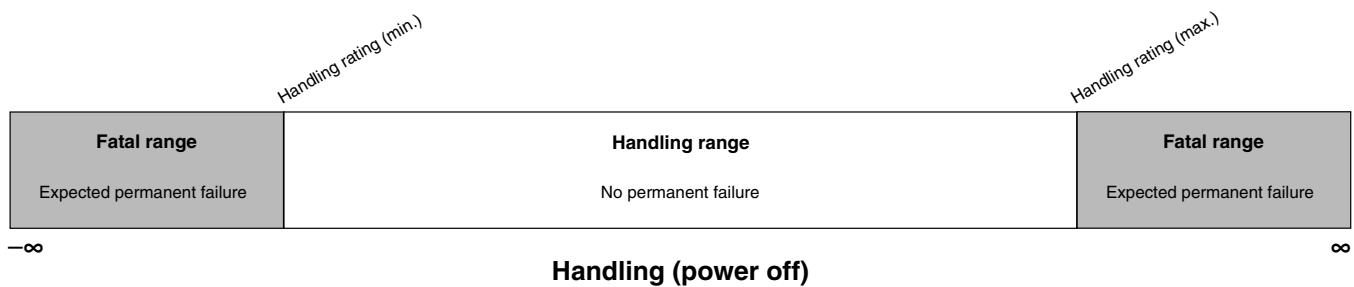 Handling rating (min.)
Handling rating (max.)
Fatal range
Handling range
Fatal range
Expected permanent failure
No permanent failure
Expected permanent failure
–∞
∞
Handling (power off)